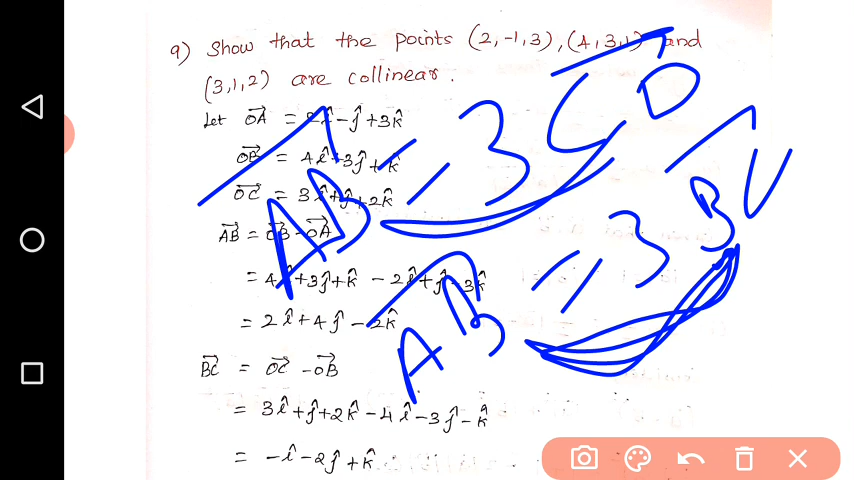 9) Show that the points (2,-1,3), (4,3,1) and
(3,1,2) are collinear.
Let OA⃗ = 2î-ĵ+3k̂
OB⃗ = 4î+3ĵ+k̂
OC⃗ = 3î+ĵ+2k̂
AB⃗ = OB⃗ - OA⃗
= 4î+3ĵ+k̂ - 2î+ĵ-3k̂
= 2î+4ĵ-2k̂
BC⃗ = OC⃗ - OB⃗
= 3î+ĵ+2k̂-4î-3ĵ-k̂
= -î-2ĵ+k̂
AB⃗ = 3 CD⃗
AB⃗ = 3 BC⃗